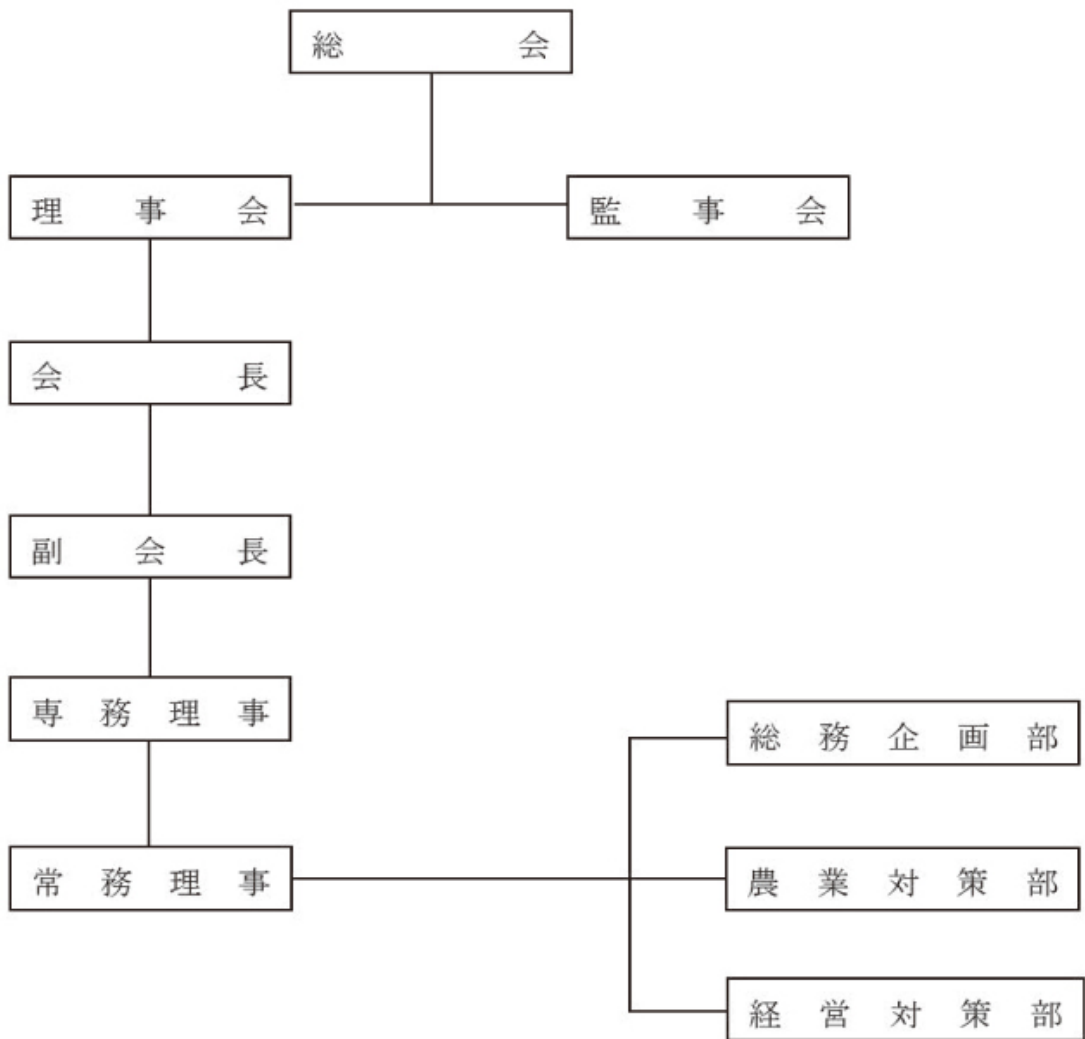 総会
理事会
監事会
会長
副会長
専務理事
常務理事
総務企画部
農業対策部
経営対策部